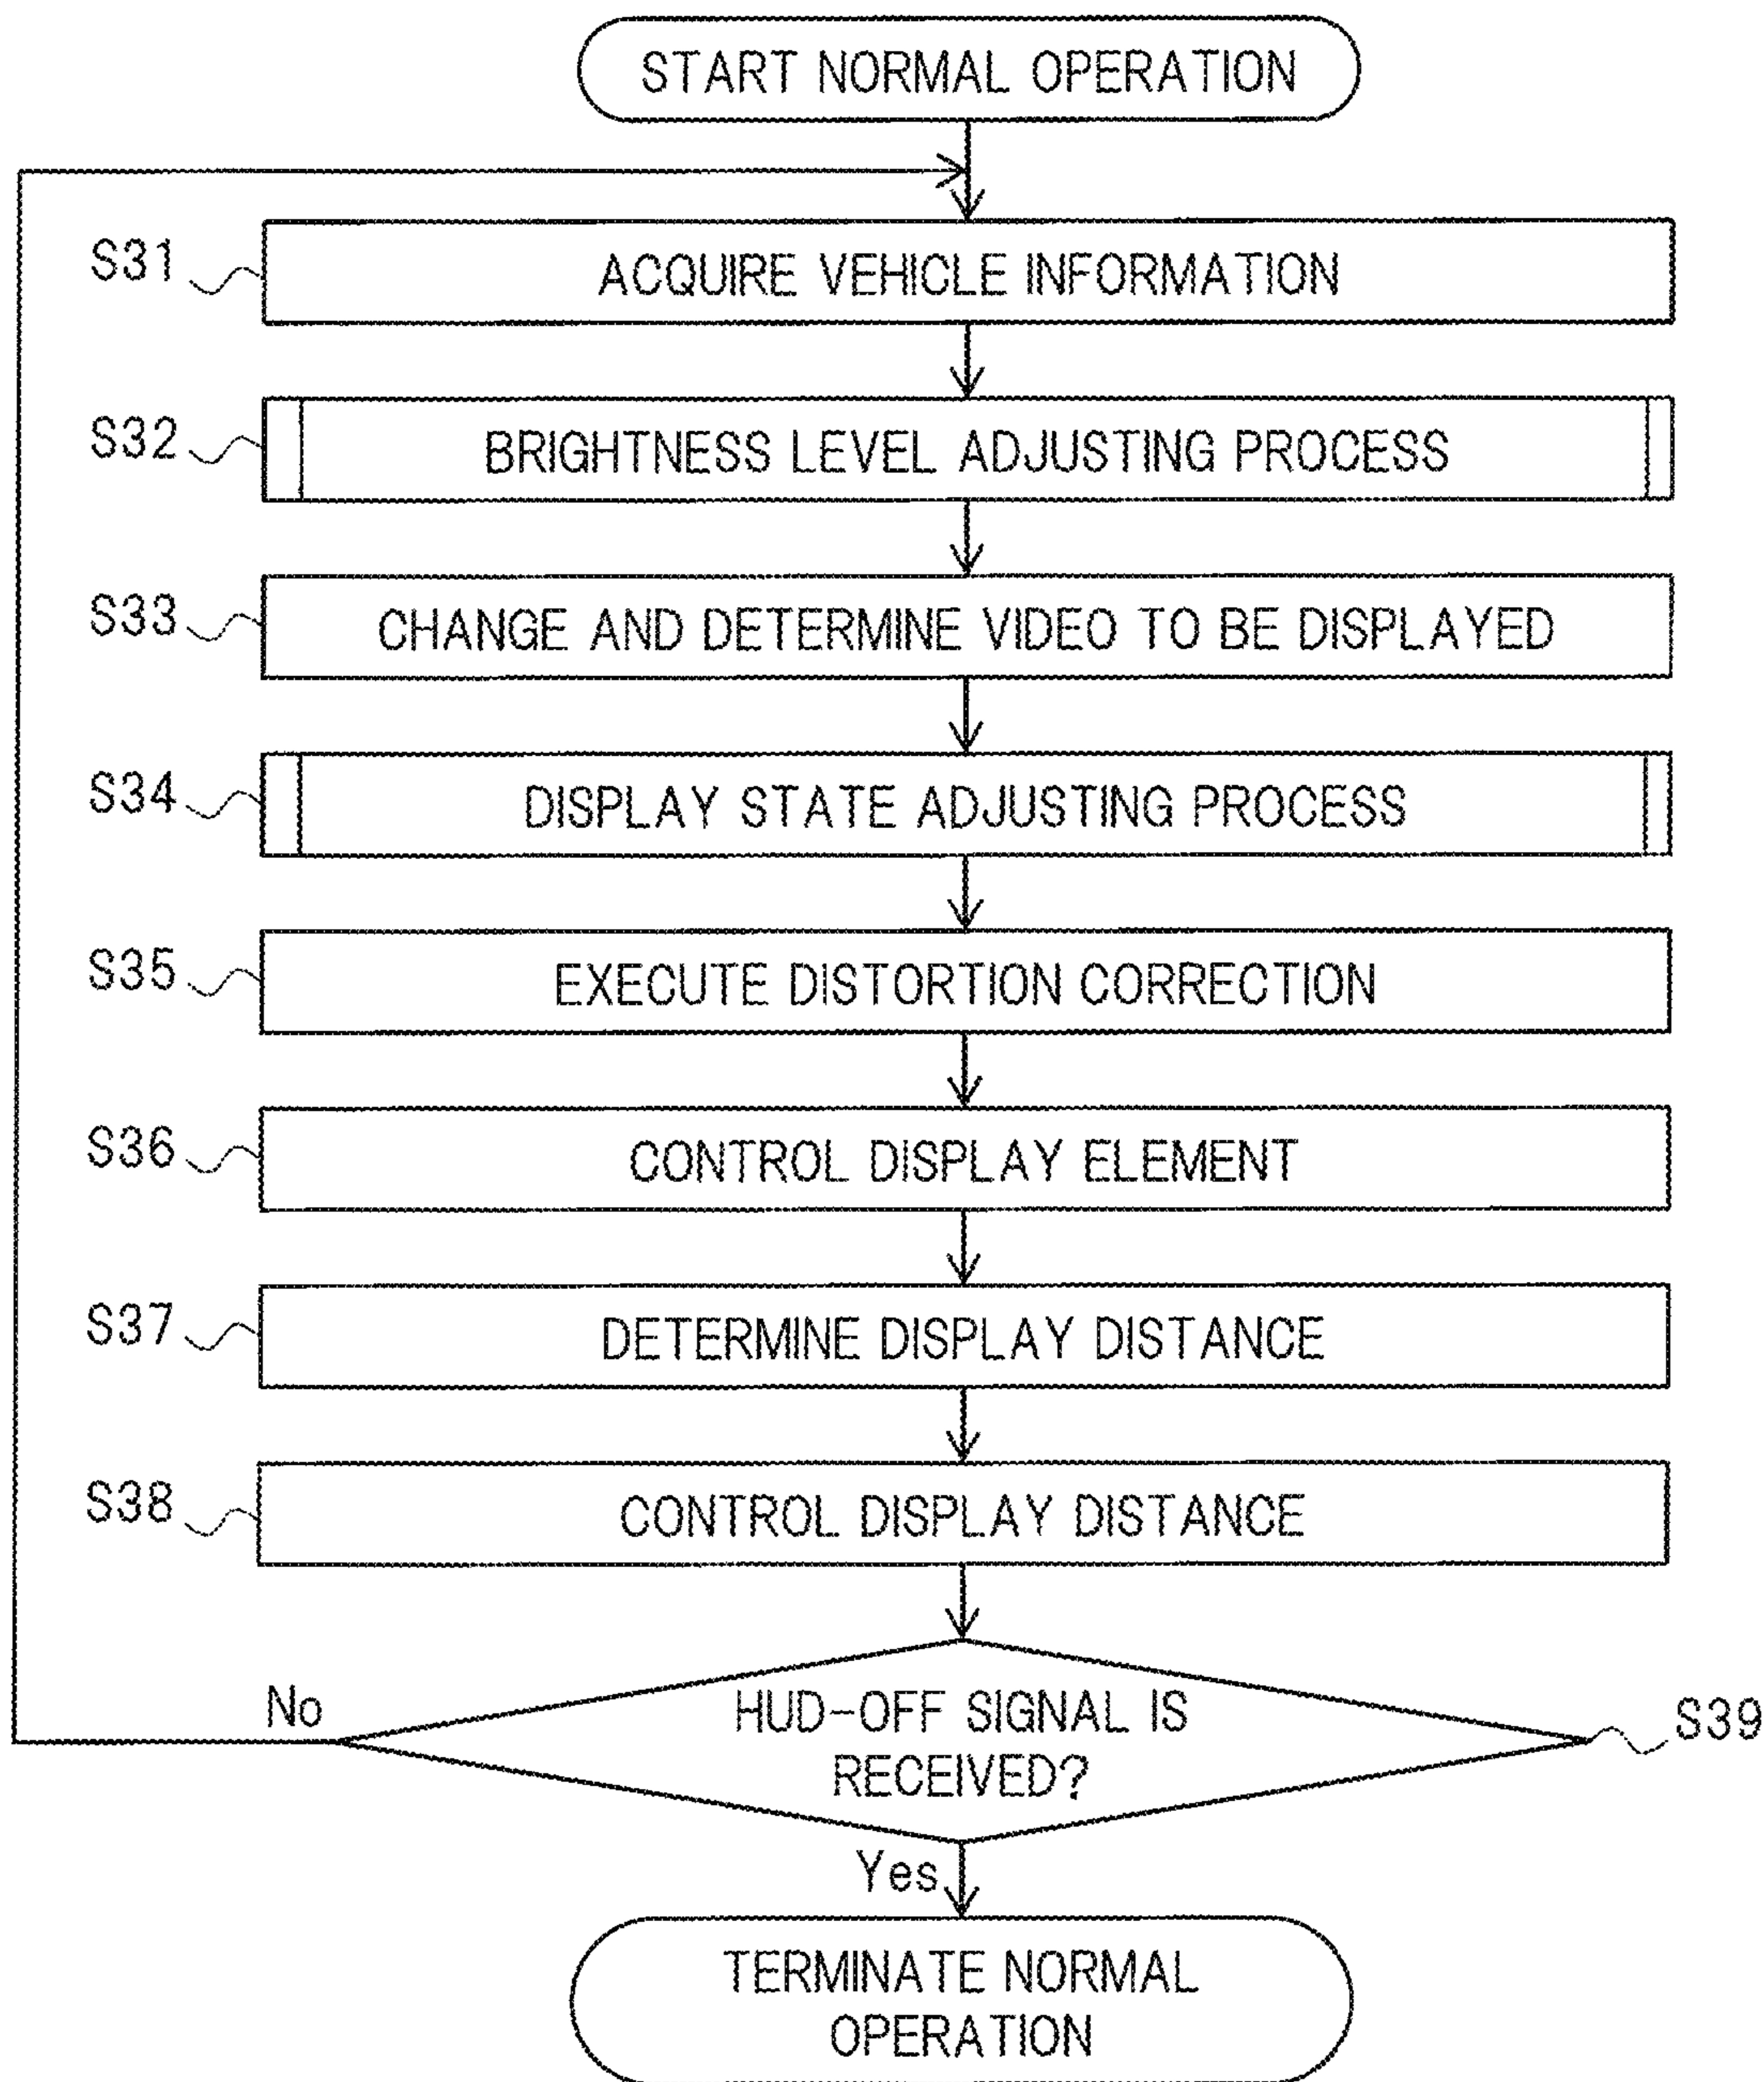 START NORMAL OPERATION
S31
ACQUIRE VEHICLE INFORMATION
S32
BRIGHTNESS LEVEL ADJUSTING PROCESS
S33
CHANGE AND DETERMINE VIDEO TO BE DISPLAYED
S34
DISPLAY STATE ADJUSTING PROCESS
S35
EXECUTE DISTORTION CORRECTION
S36
CONTROL DISPLAY ELEMENT
S37
DETERMINE DISPLAY DISTANCE
S38
CONTROL DISPLAY DISTANCE
No
HUD-OFF SIGNAL IS
RECEIVED?
S39
Yes
TERMINATE NORMAL
OPERATION